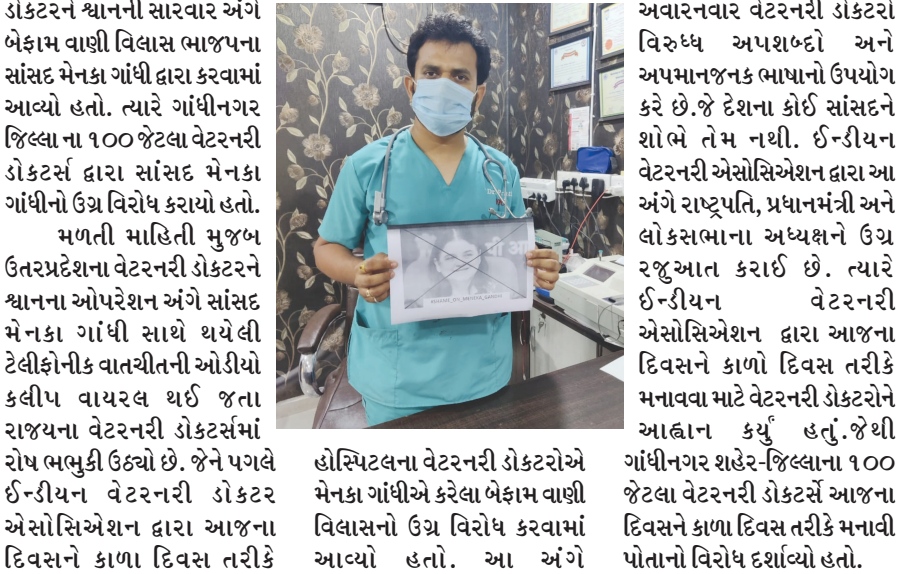 ડોકટરને શ્વાનની સારવાર અંગે
બેફામ વાણી વિલાસ ભાજપના
સાંસદ મેનકા ગાંધી દ્વારા કરવામાં
આવ્યો હતો. ત્યારે ગાંધીનગર
જિલ્લા ના ૧૦૦ જેટલા વેટરનરી
ડોકટર્સ દ્વારા સાંસદ મેનકા
ગાંધીનો ઉગ્ર વિરોધ કરાયો હતો.
મળતી માહિતી મુજબ
ઉતરપ્રદેશના વેટરનરી ડોકટરને
શ્વાનના ઓપરેશન અંગે સાંસદ
મેનકા ગાંધી સાથે થયેલી
ટેલીફોનીક વાતચીતની ઓડીયો
કલીપ વાયરલ થઈ જતા
રાજયના વેટરનરી ડોકટર્સમાં
રોષ ભભુકી ઉઠ્યો છે. જેને પગલે
ઈન્ડીયન વેટરનરી ડોકટર
એસોસિએશન દ્વારા આજના
દિવસને કાળા દિવસ તરીકે
હોસ્પિટલના વેટરનરી ડોકટરોએ
મેનકા ગાંધીએ કરેલા બેફામ વાણી
વિલાસનો ઉગ્ર વિરોધ કરવામાં
આવ્યો હતો. આ અંગે
અવારનવાર વેટરનરી ડોકટરો
વિરુધ્ધ અપશબ્દો અને
અપમાનજનક ભાષાનો ઉપયોગ
કરે છે.જે દેશના કોઈ સાંસદને
શોભે તેમ નથી. ઈન્ડીયન
વેટરનરી એસોસિએશન દ્વારા આ
અંગે રાષ્ટ્રપતિ, પ્રધાનમંત્રી અને
લોકસભાના અધ્યક્ષને ઉગ્ર
રજુઆત કરાઈ છે. ત્યારે
ઈન્ડીયન વેટરનરી
એસોસિએશન દ્વારા આજના
દિવસને કાળો દિવસ તરીકે
મનાવવા માટે વેટરનરી ડોકટરોને
આહ્વાન કર્યું હતું.જેથી
ગાંધીનગર શહેર-જિલ્લાના ૧૦૦
જેટલા વેટરનરી ડોકટર્સે આજના
દિવસને કાળા દિવસ તરીકે મનાવી
પોતાનો વિરોધ દર્શાવ્યો હતો.